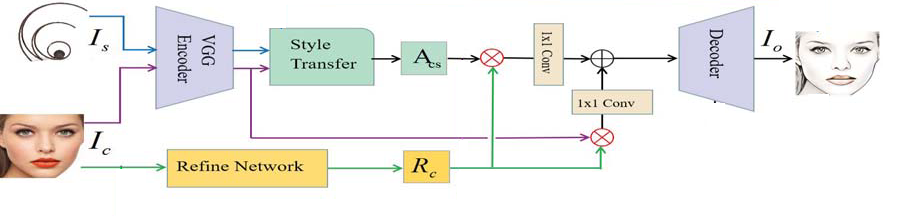 I_s
VGG
Encoder
Style
Transfer
A_cs
1x1 Conv
1x1 Conv
Decoder
I_o
I_c
Refine Network
R_c